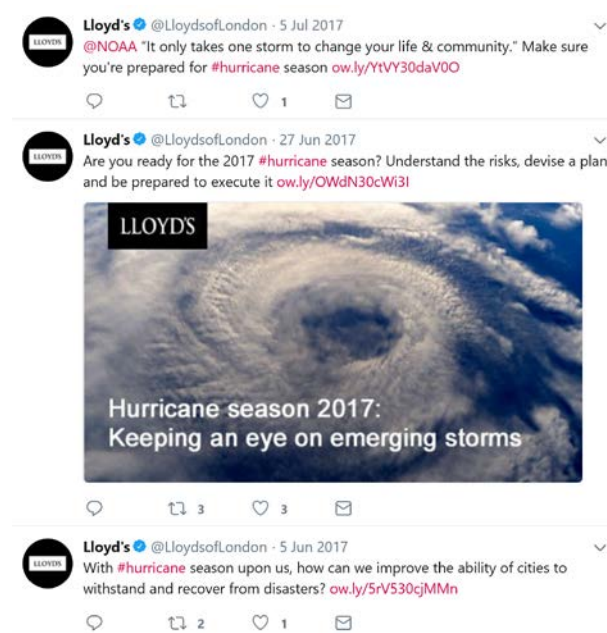 Lloyd's @LloydsofLondon · 5 Jul 2017
LLOYDS
@NOAA "It only takes one storm to change your life & community." Make sure
you're prepared for #hurricane season ow.ly/YtVY30daV0O
1
Lloyd's @LloydsofLondon · 27 Jun 2017
LLOYDS
Are you ready for the 2017 #hurricane season? Understand the risks, devise a plan
and be prepared to execute it ow.ly/OWdN30cWi3I
LLOYD'S
Hurricane season 2017:
Keeping an eye on emerging storms
3 3
Lloyd's @LloydsofLondon · 5 Jun 2017
LLOYDS
With #hurricane season upon us, how can we improve the ability of cities to
withstand and recover from disasters? ow.ly/5rV530cjMMn
2 1